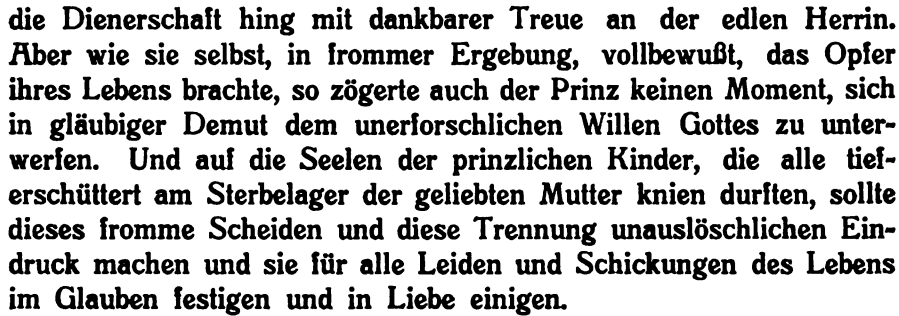 die Dienerschaft hing mit dankbarer Treue an der edlen Herrin.
Aber wie sie selbst, in frommer Ergebung, vollbewußt, das Opfer
ihres Lebens brachte, so zögerte auch der Prinz keinen Moment, sich
in gläubiger Demut dem unerforschlichen Willen Gottes zu unter-
werfen. Und auf die Seelen der prinzlichen Kinder, die alle tief-
erschüttert am Sterbelager der geliebten Mutter knien durften, sollte
dieses fromme Scheiden und diese Trennung unauslöschlichen Ein-
druck machen und sie für alle Leiden und Schickungen des Lebens
im Glauben festigen und in Liebe einigen.